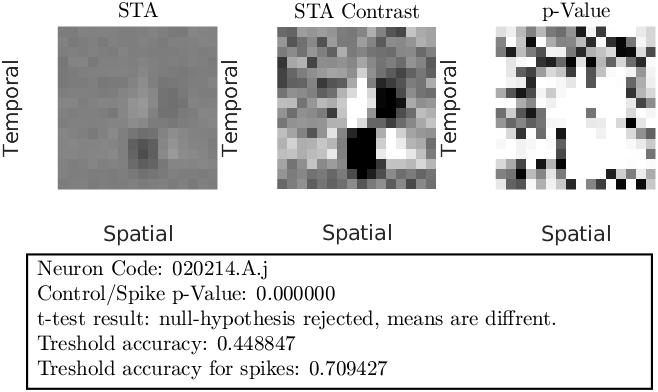 STA
STA Contrast
p-Value
Temporal
Temporal
Temporal
Spatial
Spatial
Spatial
Neuron Code: 020214.A.j
Control/Spike p-Value: 0.000000
t-test result: null-hypothesis rejected, means are diffrent.
Treshold accuracy: 0.448847
Treshold accuracy for spikes: 0.709427